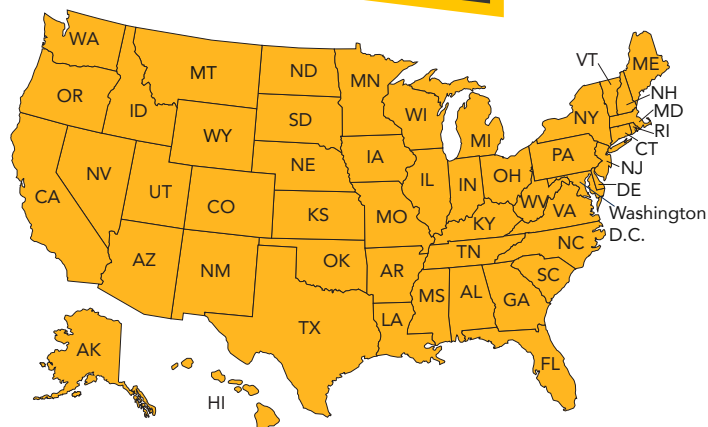 WA
MT
ND
MN
VT
ME
NH
MD
RI
CT
NJ
DE
Washington
D.C.
OR
ID
WY
SD
WI
MI
NY
PA
NV
UT
CO
NE
IA
IL
IN
OH
WV
VA
CA
KS
MO
KY
NC
TN
AZ
NM
OK
AR
SC
MS
AL
GA
TX
LA
FL
AK
HI